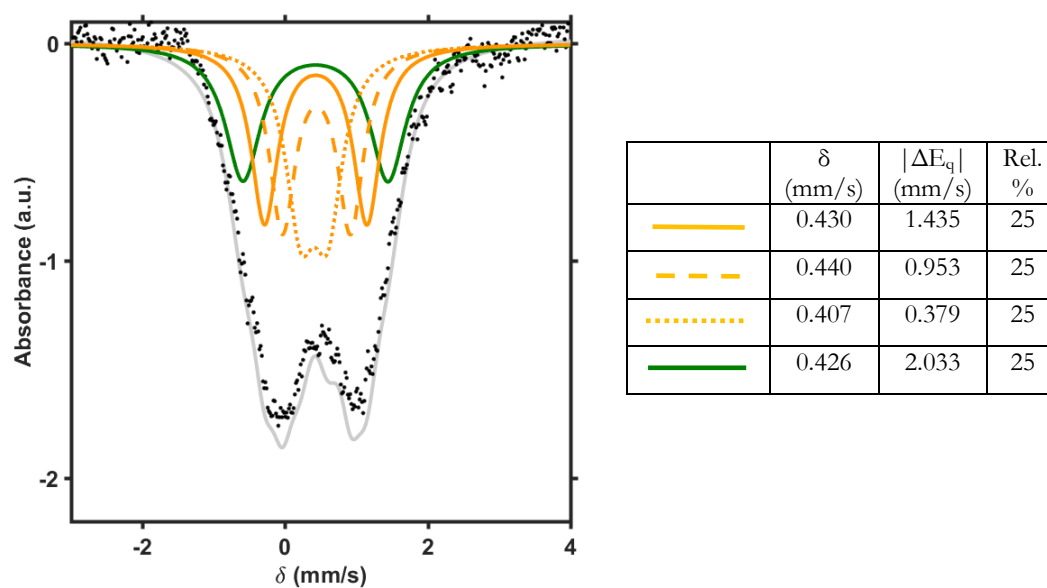 0
-1
-2
Absorbance (a.u.)
-2 0 2 4
δ (mm/s)
δ (mm/s) |ΔEq| (mm/s) Rel. %
0.430 1.435 25
0.440 0.953 25
0.407 0.379 25
0.426 2.033 25